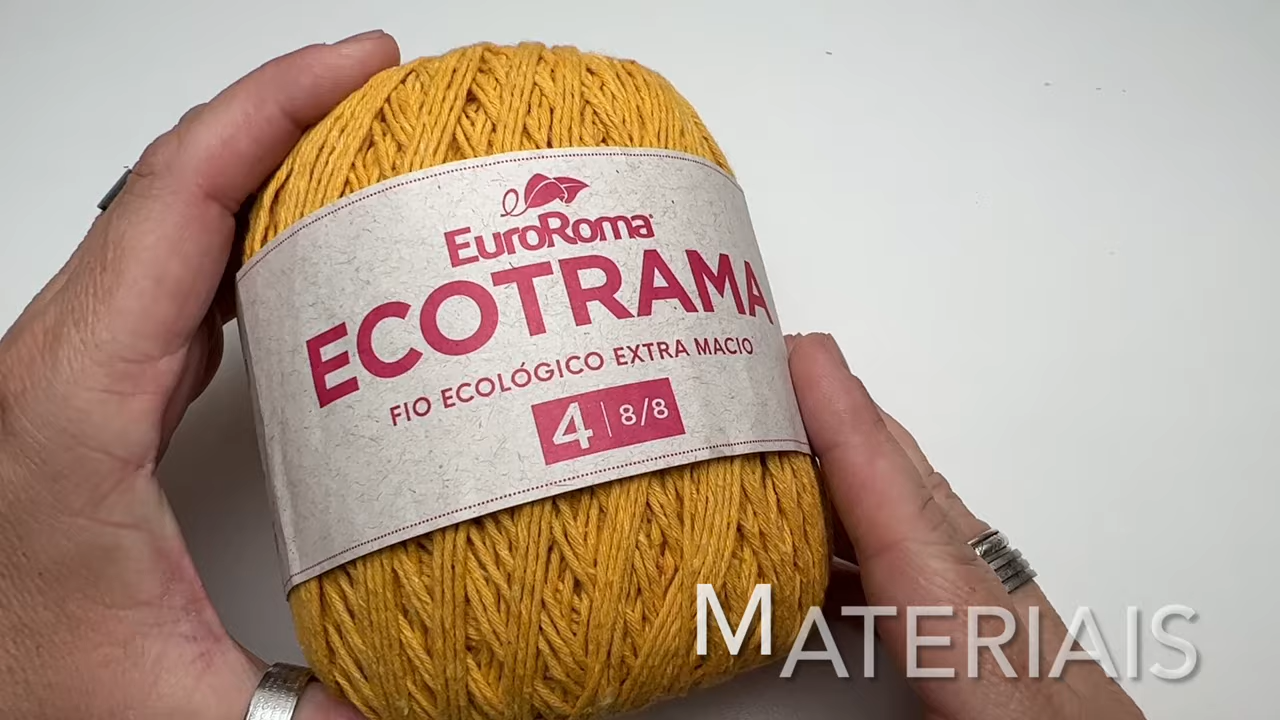 EuroRoma
ECOTRAMA
FIO ECOLÓGICO EXTRA MACIO
4 | 8/8
MATERIAIS